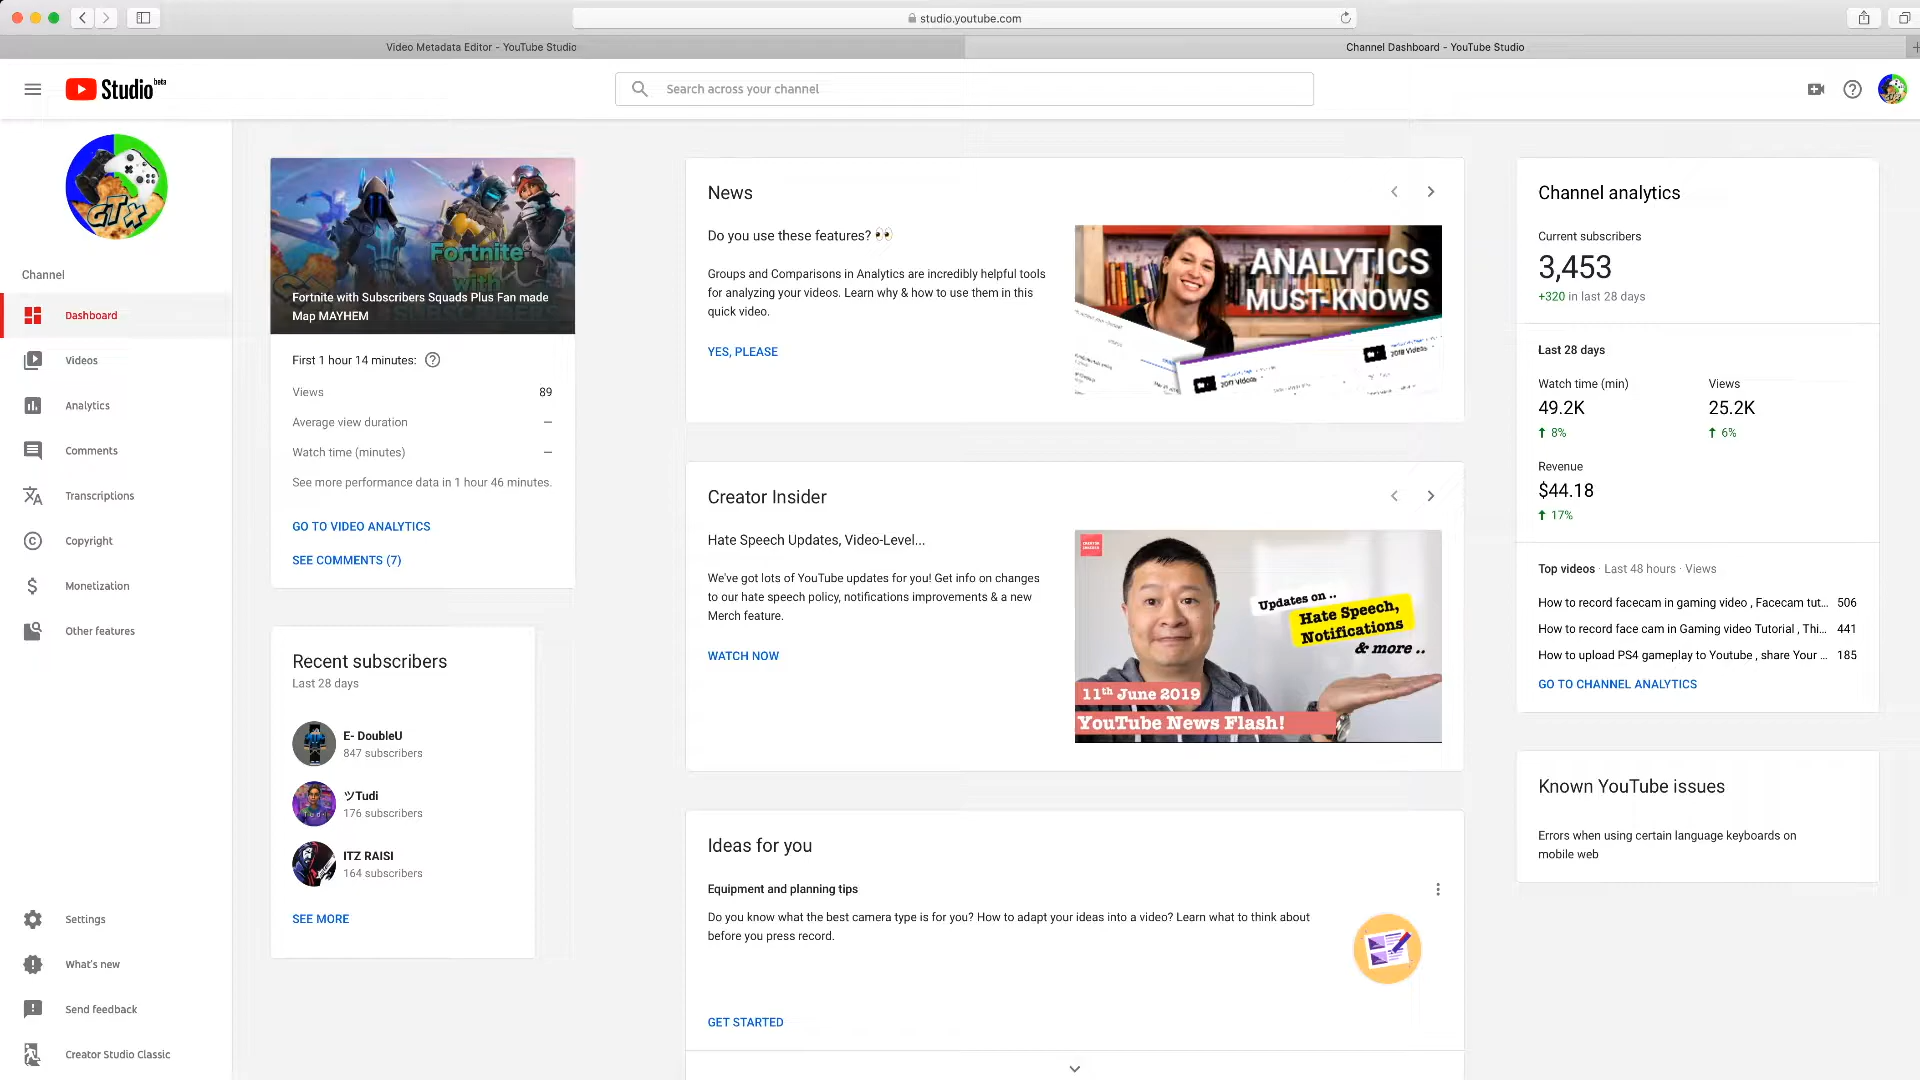 studio.youtube.com
Video Metadata Editor - YouTube Studio
Channel Dashboard - YouTube Studio
Studio beta
Search across your channel
GTX
Channel
Dashboard
Videos
Analytics
Comments
Transcriptions
Copyright
Monetization
Other features
Settings
What's new
Send feedback
Creator Studio Classic
Fortnite
with
Fortnite with Subscribers Squads Plus Fan made
Map MAYHEM
First 1 hour 14 minutes:
Views 89
Average view duration —
Watch time (minutes) —
See more performance data in 1 hour 46 minutes.
GO TO VIDEO ANALYTICS
SEE COMMENTS (7)
Recent subscribers
Last 28 days
E- DoubleU
847 subscribers
ツTudi
176 subscribers
ITZ RAISI
164 subscribers
SEE MORE
News
Do you use these features? 👀
Groups and Comparisons in Analytics are incredibly helpful tools
for analyzing your videos. Learn why & how to use them in this
quick video.
YES, PLEASE
ANALYTICS
MUST-KNOWS
2017 Videos
2018 Videos
Creator Insider
Hate Speech Updates, Video-Level...
We've got lots of YouTube updates for you! Get info on changes
to our hate speech policy, notifications improvements & a new
Merch feature.
WATCH NOW
CREATOR
INSIDER
Updates on ..
Hate Speech,
Notifications
& more ..
11th June 2019
YouTube News Flash!
Ideas for you
Equipment and planning tips
Do you know what the best camera type is for you? How to adapt your ideas into a video? Learn what to think about
before you press record.
GET STARTED
Channel analytics
Current subscribers
3,453
+320 in last 28 days
Last 28 days
Watch time (min) Views
49.2K 25.2K
8% 6%
Revenue
$44.18
17%
Top videos · Last 48 hours · Views
How to record facecam in gaming video , Facecam tut... 506
How to record face cam in Gaming video Tutorial , Thi... 441
How to upload PS4 gameplay to Youtube , share Your ... 185
GO TO CHANNEL ANALYTICS
Known YouTube issues
Errors when using certain language keyboards on
mobile web